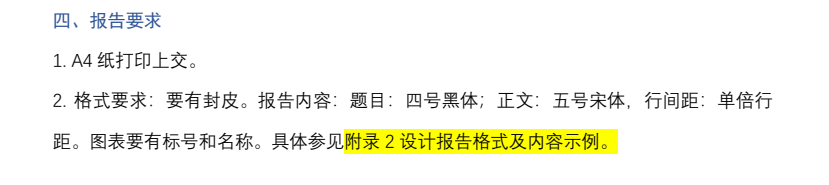 四、报告要求
1. A4 纸打印上交。
2. 格式要求：要有封皮。报告内容：题目：四号黑体；正文：五号宋体，行间距：单倍行
距。图表要有标号和名称。具体参见附录 2 设计报告格式及内容示例。